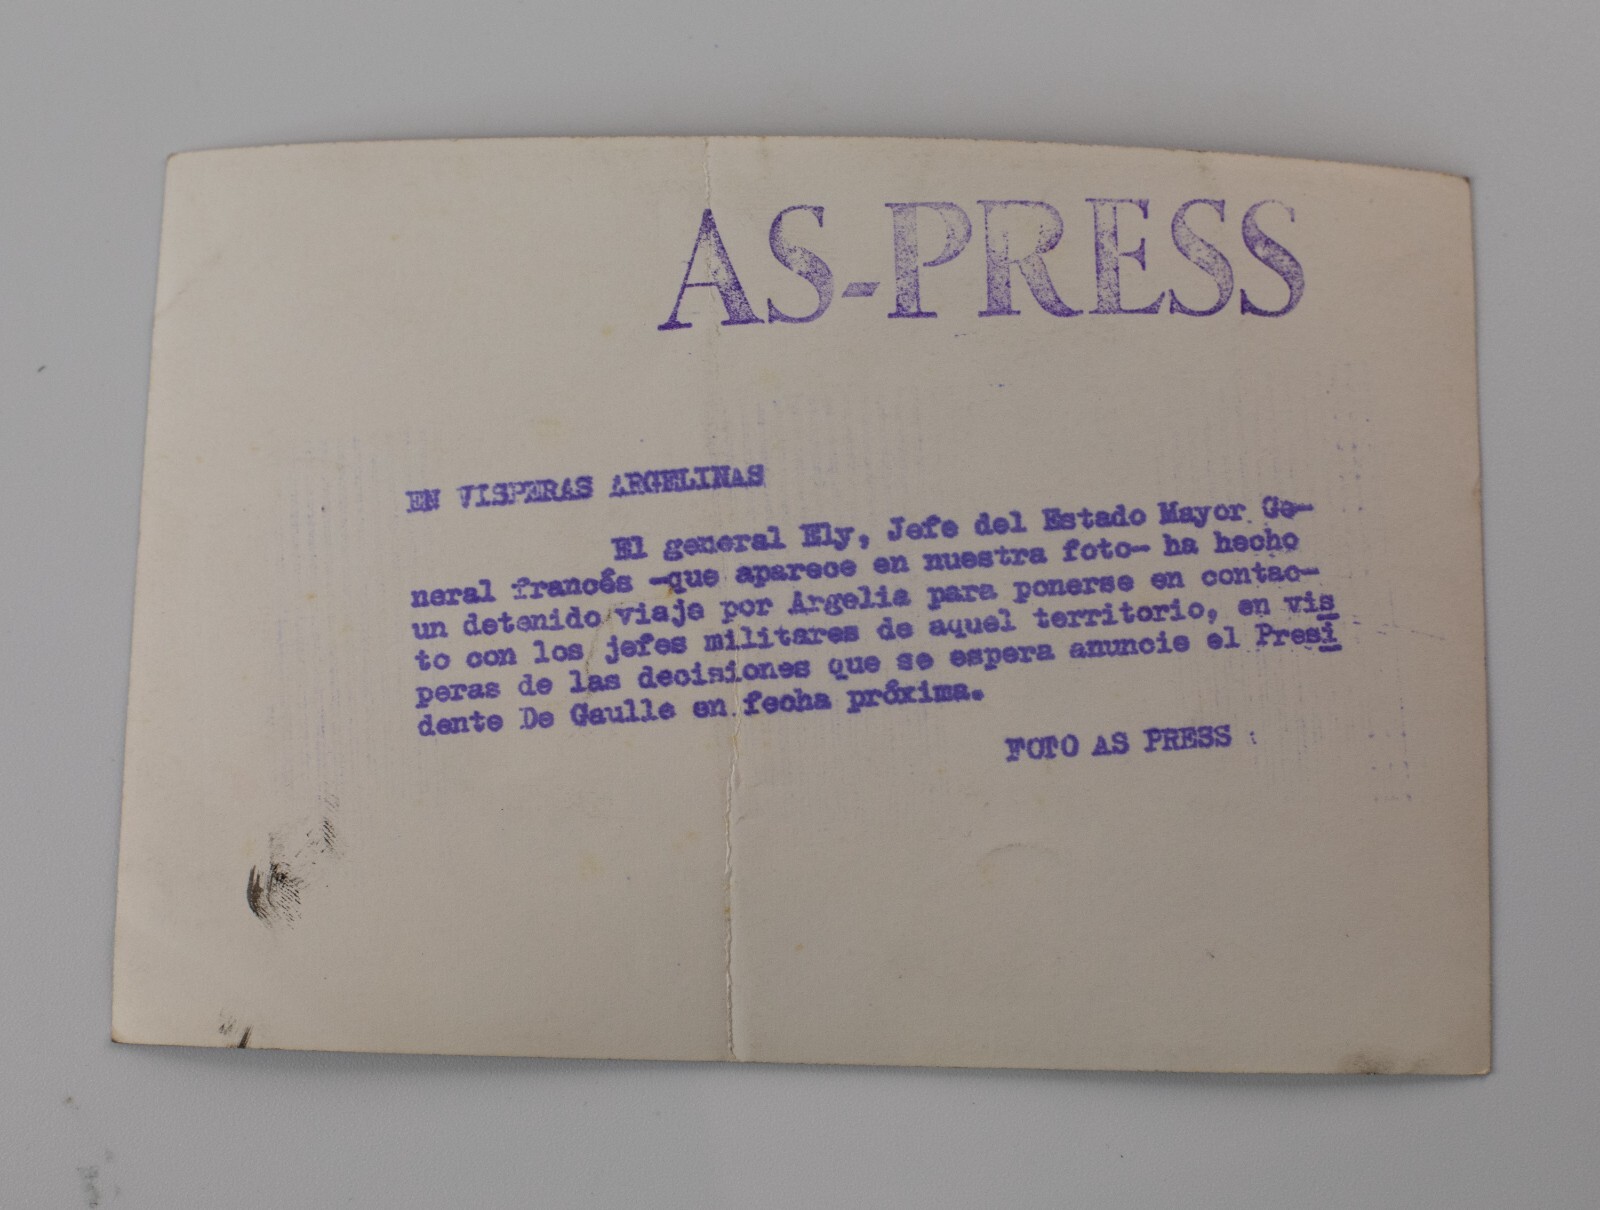 AS-PRESS
EN VISPERAS ARGELINAS
El general Ely, Jefe del Estado Mayor Ge-
neral francés -que aparece en nuestra foto- ha hecho
un detenido viaje por Argelia para ponerse en contac-
to con los jefes militares de aquel territorio, en vis
peras de las decisiones que se espera anuncie el Presi
dente De Gaulle en fecha próxima.
FOTO AS PRESS